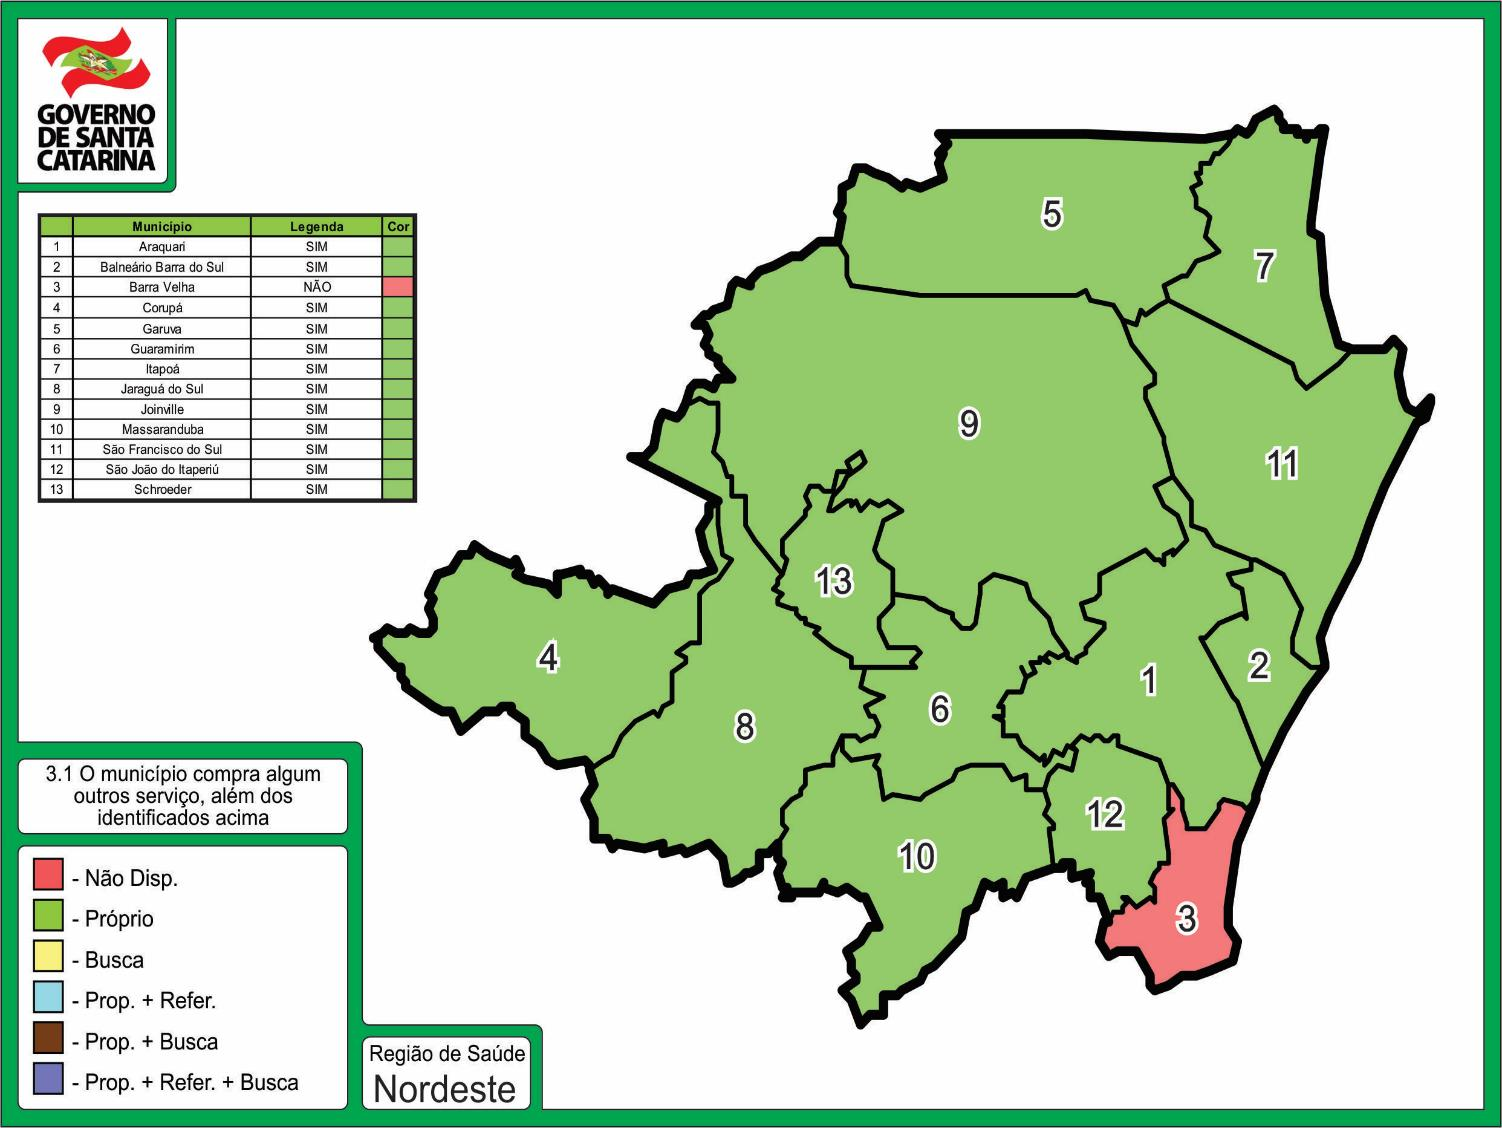 GOVERNO
DE SANTA
CATARINA
Município Legenda Cor
1 Araquari SIM
2 Balneário Barra do Sul SIM
3 Barra Velha NÃO
4 Corupá SIM
5 Garuva SIM
6 Guaramirim SIM
7 Itapoá SIM
8 Jaraguá do Sul SIM
9 Joinville SIM
10 Massaranduba SIM
11 São Francisco do Sul SIM
12 São João do Itaperiú SIM
13 Schroeder SIM
5
7
9
11
13
4
8
6
1
2
10
12
3
3.1 O município compra algum
outros serviço, além dos
identificados acima
- Não Disp.
- Próprio
- Busca
- Prop. + Refer.
- Prop. + Busca
- Prop. + Refer. + Busca
Região de Saúde
Nordeste